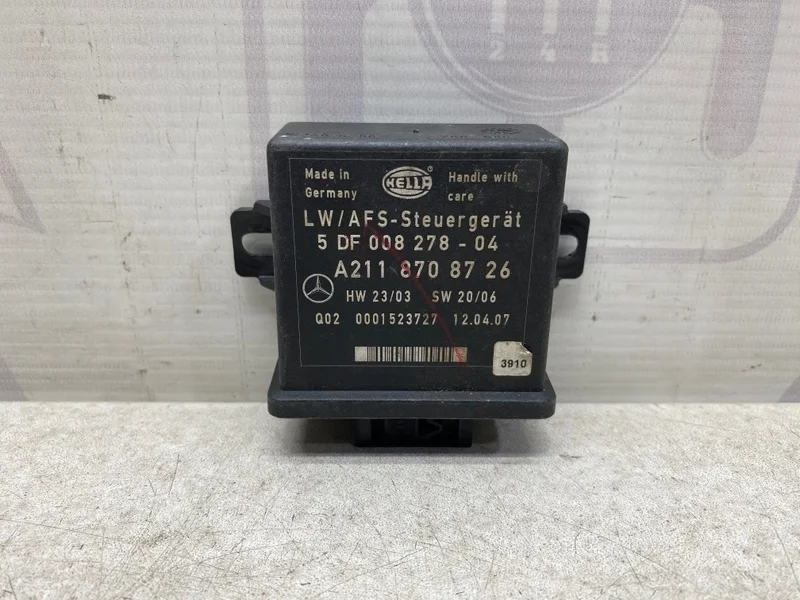 Made in
Germany
HELLA
®
Handle with
care
LW/AFS-Steuergerät
5 DF 008 278 - 04
A211 870 87 26
HW 23/03 SW 20/06
Q02 0001523727 12.04.07
3910